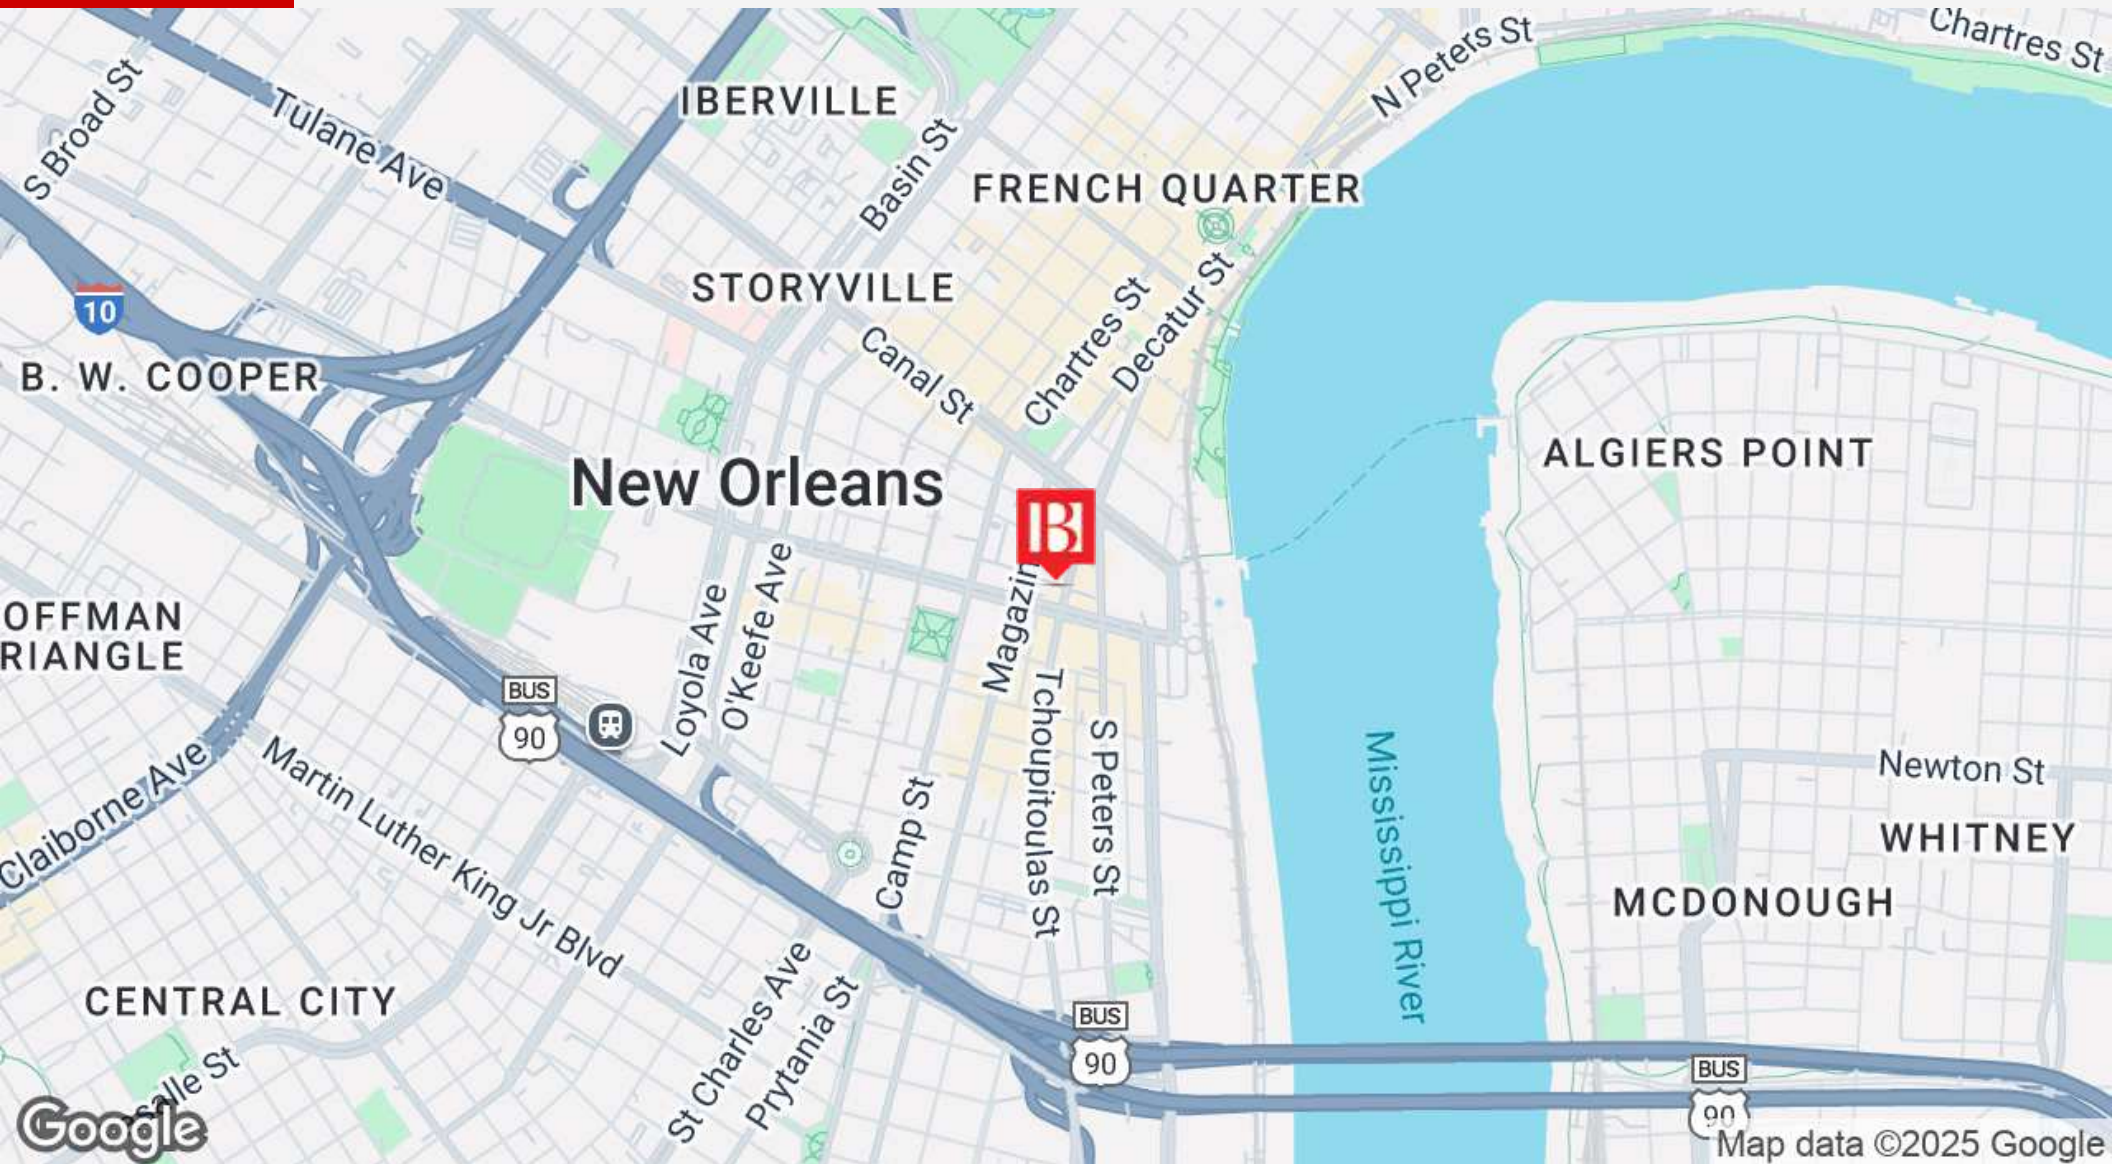 Chartres St
N Peters St
S Broad St
IBERVILLE
Tulane Ave
Basin St
FRENCH QUARTER
STORYVILLE
10
Chartres St
Decatur St
Canal St
B. W. COOPER
ALGIERS POINT
New Orleans
B
Magazin
O'Keefe Ave
Loyola Ave
OFFMAN
RIANGLE
BUS
90
Tchoupitoulas St
S Peters St
Mississippi River
Claiborne Ave
Martin Luther King Jr Blvd
Camp St
Newton St
WHITNEY
MCDONOUGH
CENTRAL CITY
St Charles Ave
Prytania St
BUS
90
BUS
90
salle St
Google
Map data ©2025 Google